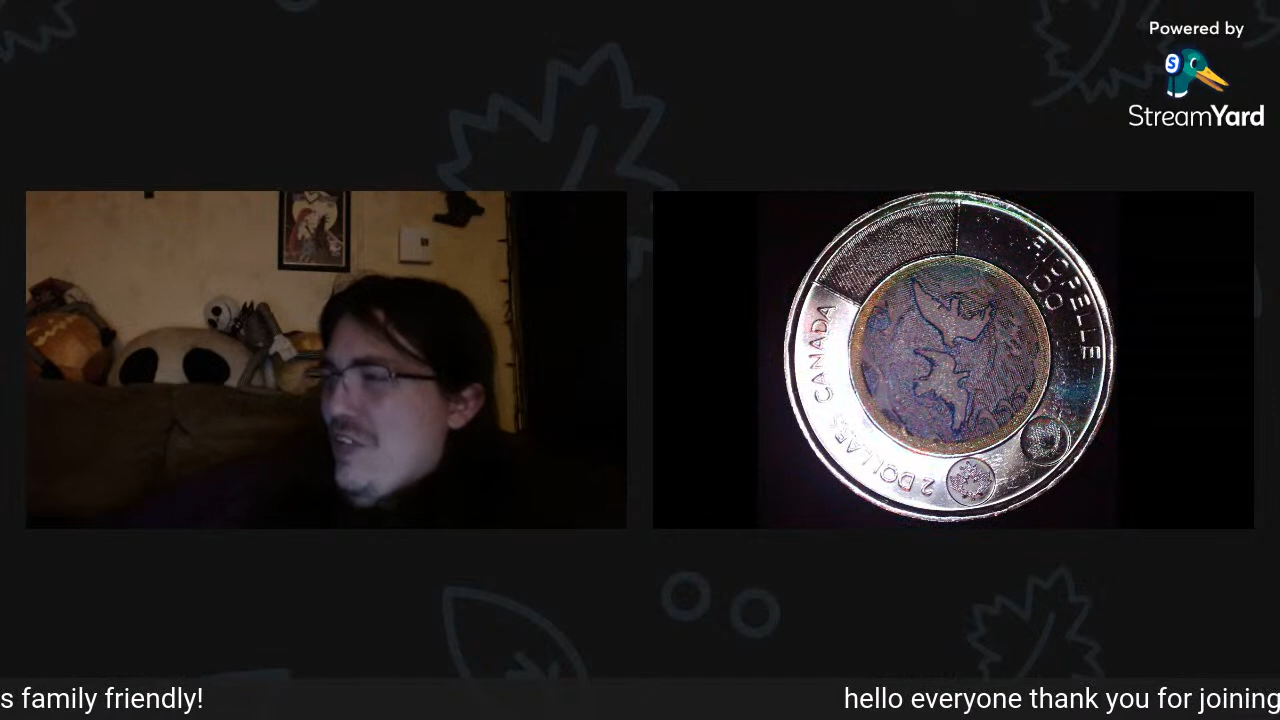 Powered by
S
StreamYard
RIOPELLE
100
CANADA
2 DOLLARS
s family friendly!
hello everyone thank you for joining